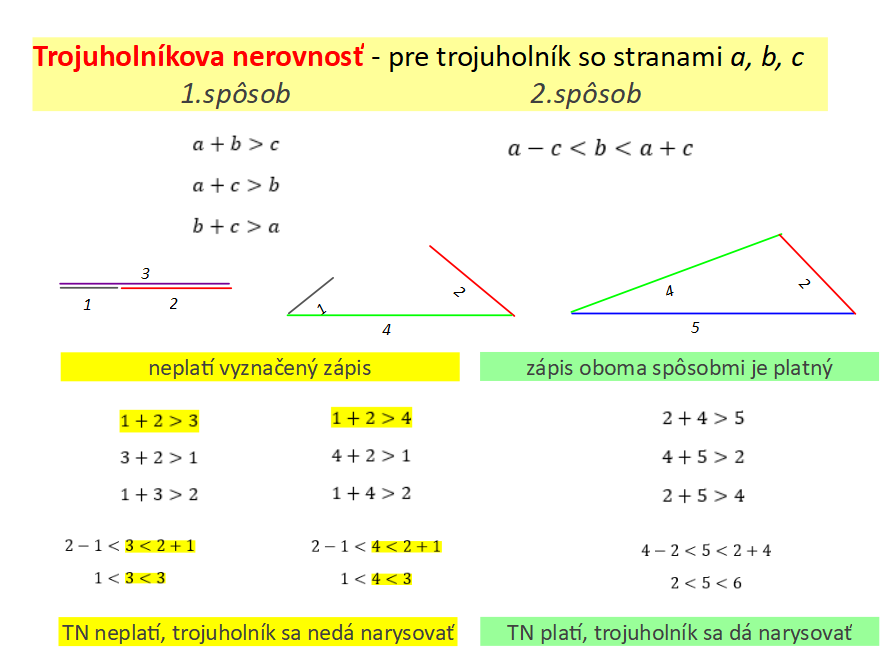 Trojuholníkova nerovnosť - pre trojuholník so stranami a, b, c
1.spôsob 2.spôsob
a + b > c
a − c < b < a + c
a + c > b
b + c > a
3
1 2
1 2
4
4 2
5
neplatí vyznačený zápis
zápis oboma spôsobmi je platný
1 + 2 > 3
3 + 2 > 1
1 + 3 > 2
2 − 1 < 3 < 2 + 1
1 < 3 < 3
1 + 2 > 4
4 + 2 > 1
1 + 4 > 2
2 − 1 < 4 < 2 + 1
1 < 4 < 3
2 + 4 > 5
4 + 5 > 2
2 + 5 > 4
4 − 2 < 5 < 2 + 4
2 < 5 < 6
TN neplatí, trojuholník sa nedá narysovať
TN platí, trojuholník sa dá narysovať